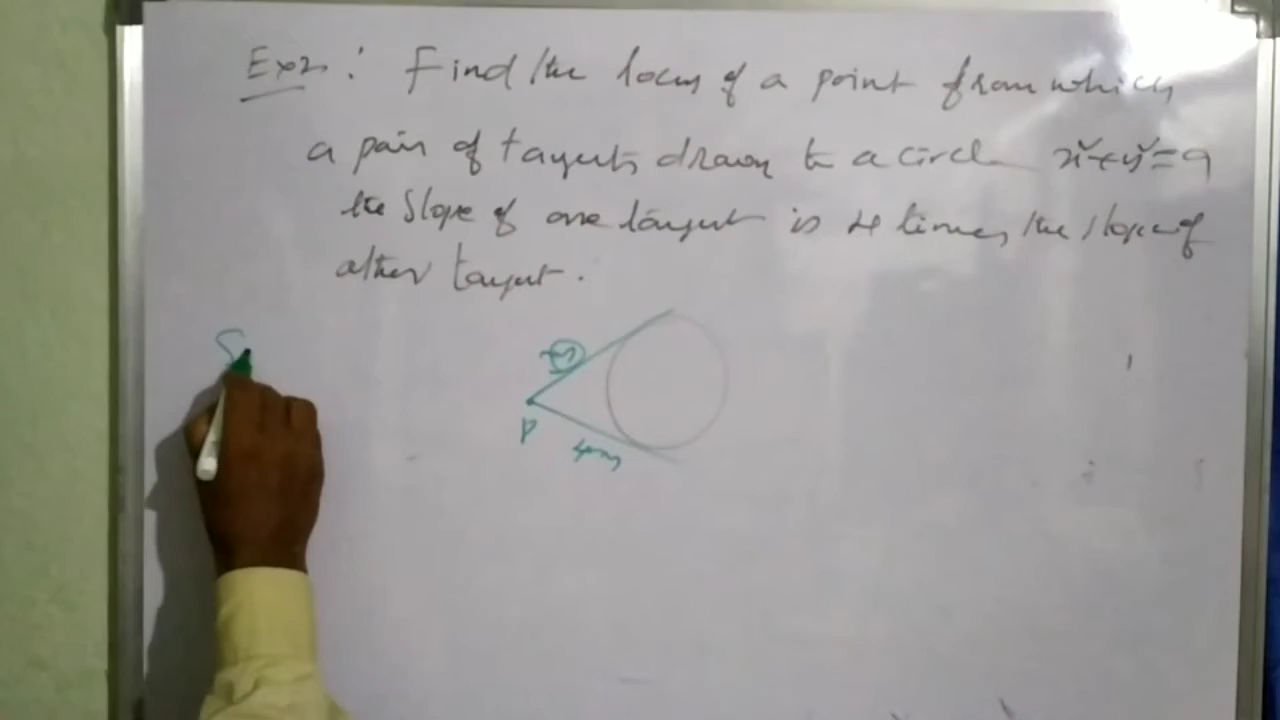 Ex2 : Find the locus of a point from which
a pair of tangents drawn to a circle x²+y²=9
the slope of one tangent is 4 times the slope of
other tangent.
m
P
4m
S